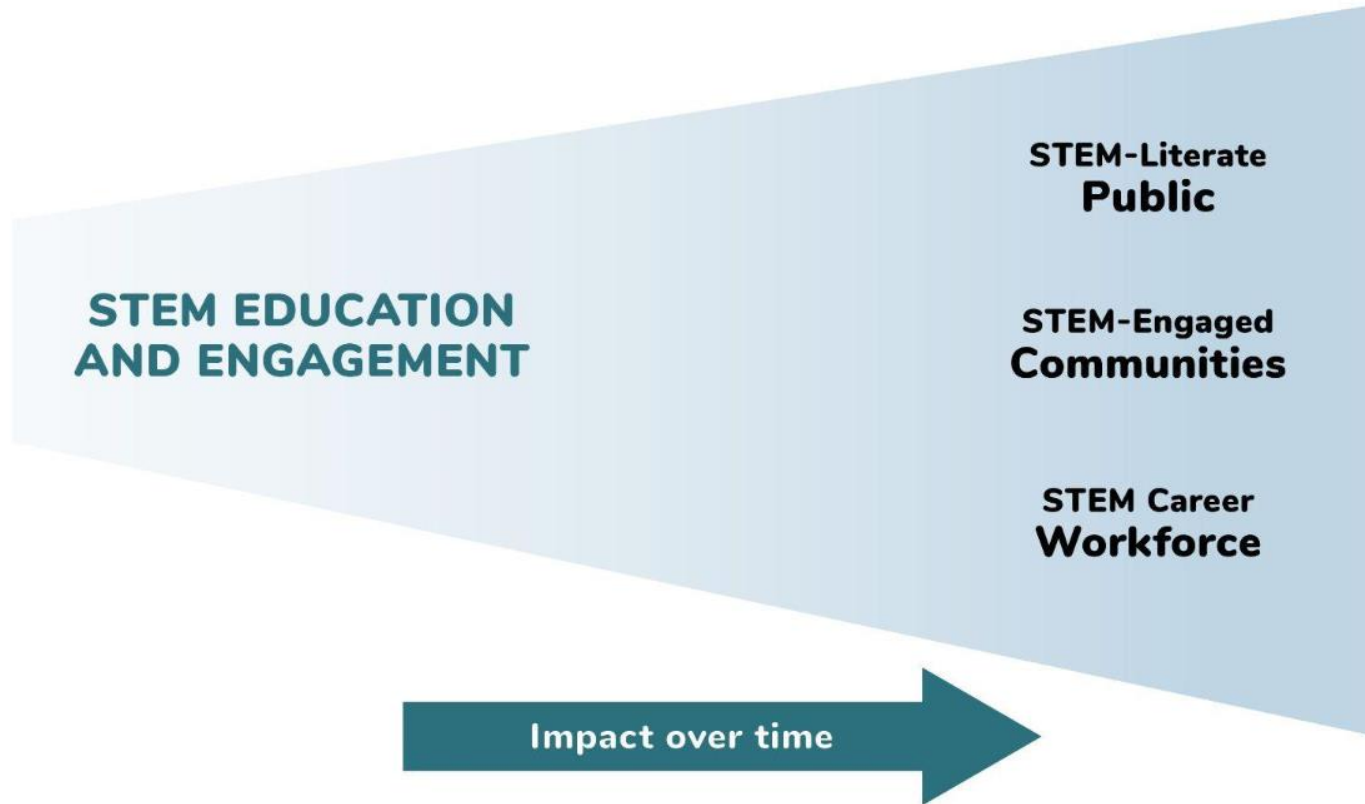 STEM-Literate
Public
STEM EDUCATION
AND ENGAGEMENT
STEM-Engaged
Communities
STEM Career
Workforce
Impact over time